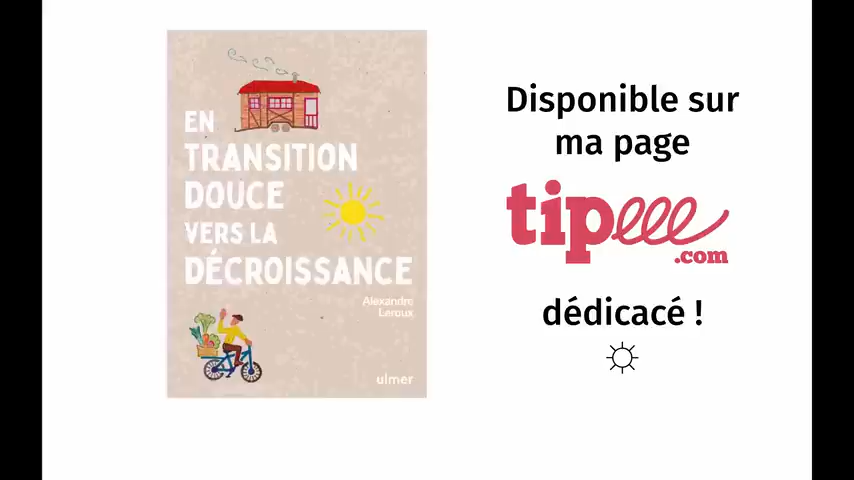 EN
TRANSITION
DOUCE
VERS LA
DÉCROISSANCE
Alexandre
Leroux
ulmer
Disponible sur
ma page
tipeee
.com
dédicacé !